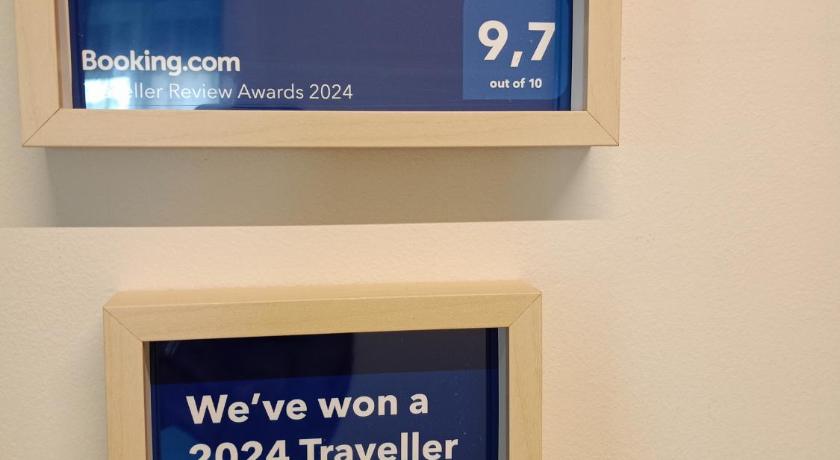 Booking.com
Traveller Review Awards 2024
9,7
out of 10
We've won a
2024 Traveller